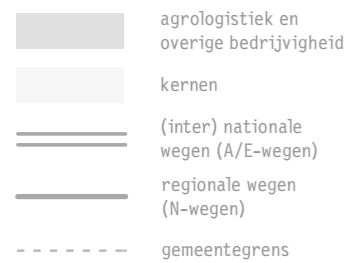 agrologistiek en
overige bedrijvigheid
kernen
(inter) nationale
wegen (A/E-wegen)
regionale wegen
(N-wegen)
gemeentegrens